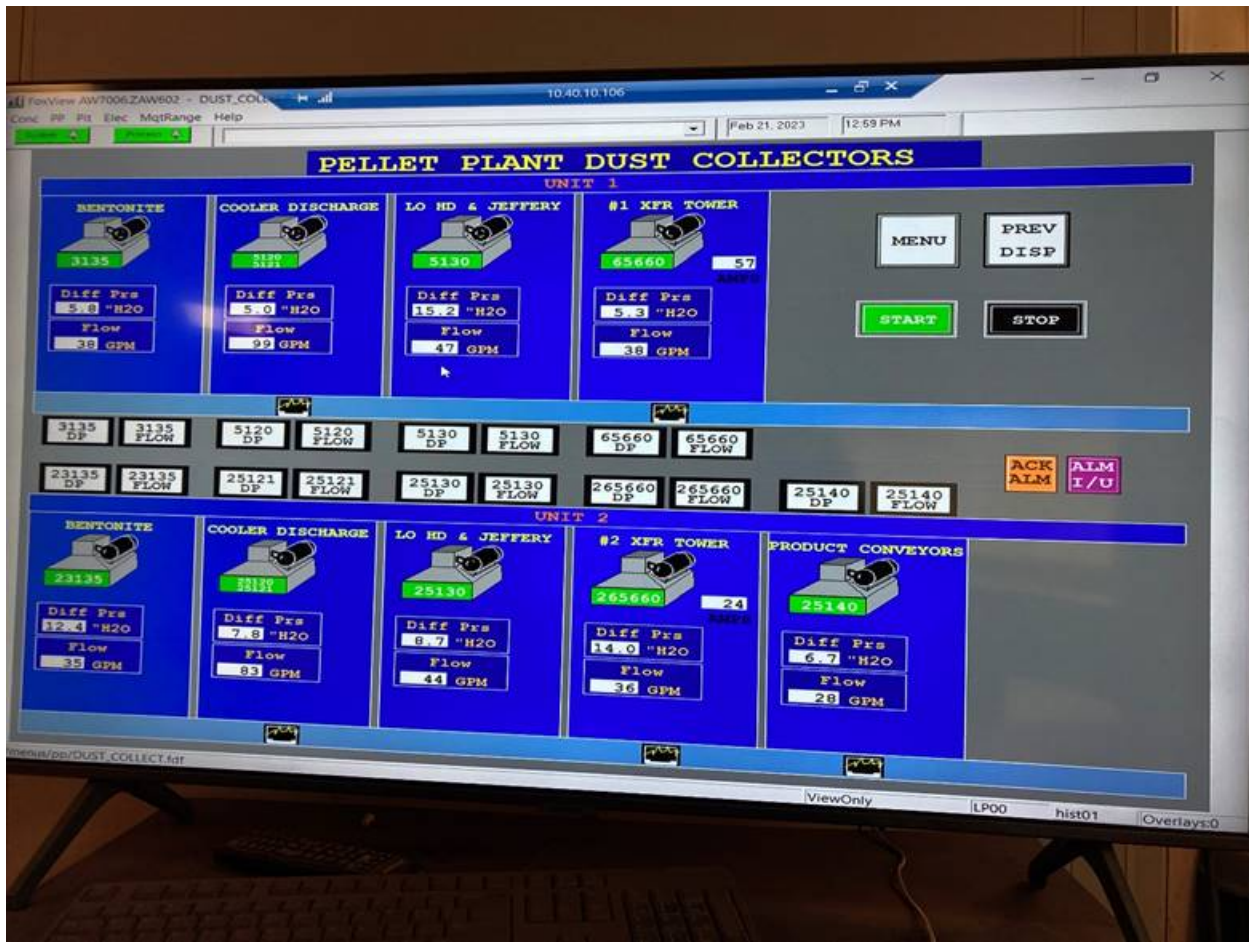 FoxView AW7006:ZAW602 - DUST_COLL
10.40.10.106
Conc PP Plt Elec MqtRange Help
Feb 21, 2023 12:59 PM
PELLET PLANT DUST COLLECTORS
UNIT 1
BENTONITE
3135
Diff Prs
5.8 "H2O
Flow
38 GPM
COOLER DISCHARGE
5120
5121
Diff Prs
5.0 "H2O
Flow
99 GPM
LO HD & JEFFERY
5130
Diff Prs
15.2 "H2O
Flow
47 GPM
#1 XFR TOWER
65660
57
AMPS
Diff Prs
5.3 "H2O
Flow
38 GPM
MENU
PREV
DISP
START
STOP
3135
DP
3135
FLOW
5120
DP
5120
FLOW
5130
DP
5130
FLOW
65660
DP
65660
FLOW
23135
DP
23135
FLOW
25121
DP
25121
FLOW
25130
DP
25130
FLOW
265660
DP
265660
FLOW
25140
DP
25140
FLOW
ACK
ALM
ALM
I/U
UNIT 2
BENTONITE
23135
Diff Prs
12.4 "H2O
Flow
35 GPM
COOLER DISCHARGE
25120
25121
Diff Prs
7.8 "H2O
Flow
83 GPM
LO HD & JEFFERY
25130
Diff Prs
8.7 "H2O
Flow
44 GPM
#2 XFR TOWER
265660
24
AMPS
Diff Prs
14.0 "H2O
Flow
36 GPM
PRODUCT CONVEYORS
25140
Diff Prs
6.7 "H2O
Flow
28 GPM
/menus/pp/DUST_COLLECT.fdf
ViewOnly
LP00
hist01
Overlays:0